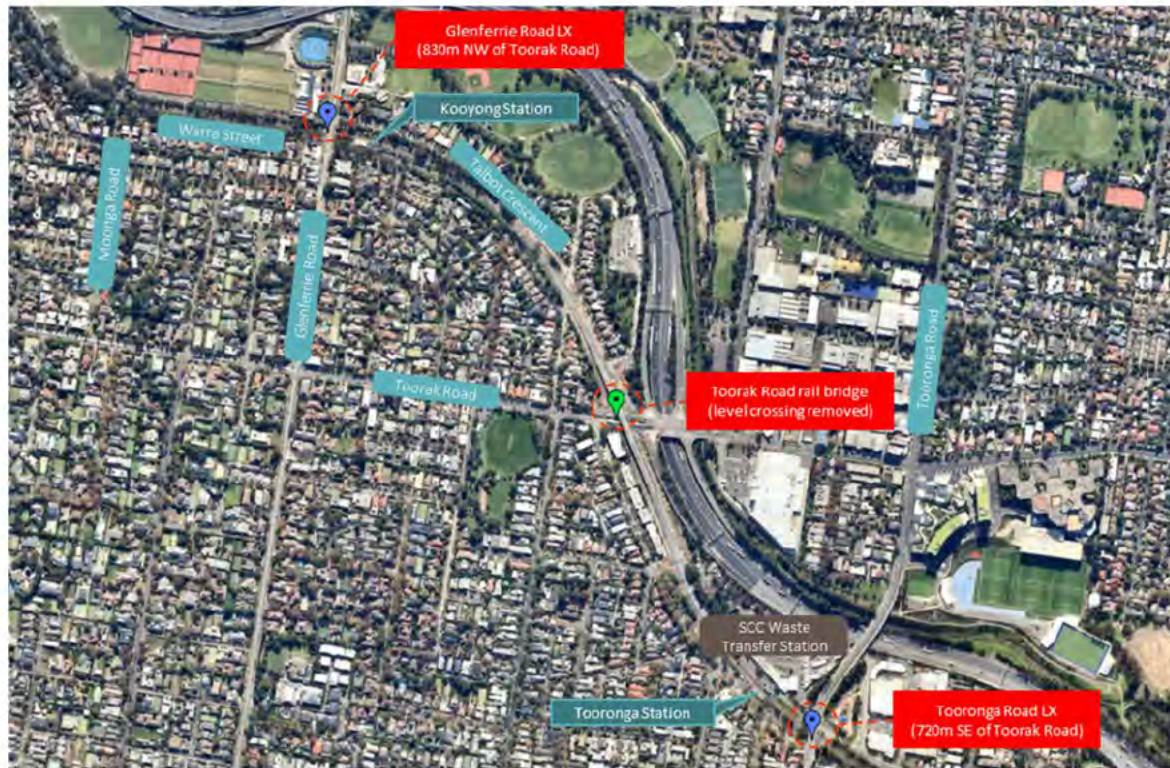 Glenferrie Road LX
(830m NW of Toorak Road)
Kooyong Station
Warra Street
Talbot Crescent
Moonga Road
Glenferrie Road
Tooronga Road
Toorak Road
Toorak Road rail bridge
(level crossing removed)
SCC Waste
Transfer Station
Tooronga Station
Tooronga Road LX
(720m SE of Toorak Road)